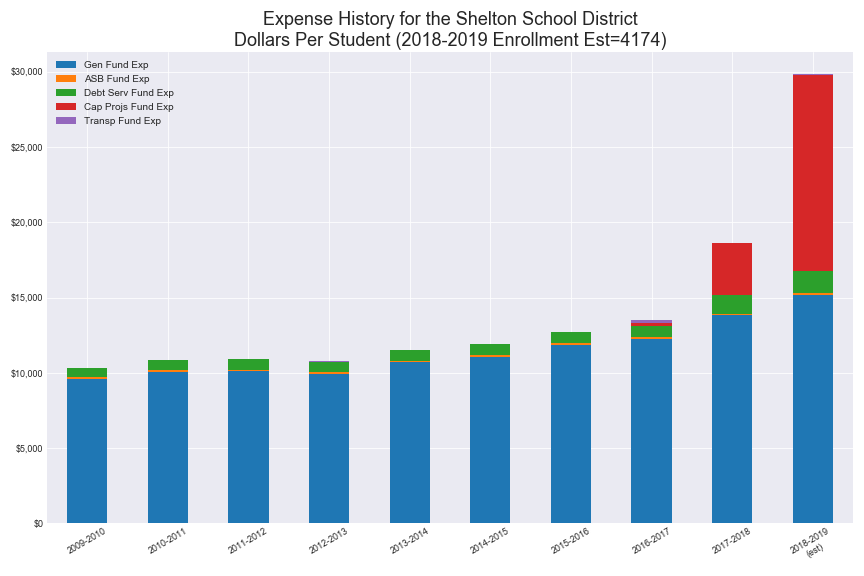 Expense History for the Shelton School District
Dollars Per Student (2018-2019 Enrollment Est=4174)
Gen Fund Exp
ASB Fund Exp
Debt Serv Fund Exp
Cap Projs Fund Exp
Transp Fund Exp
$30,000
$25,000
$20,000
$15,000
$10,000
$5,000
$0
2009-2010
2010-2011
2011-2012
2012-2013
2013-2014
2014-2015
2015-2016
2016-2017
2017-2018
2018-2019
(est)